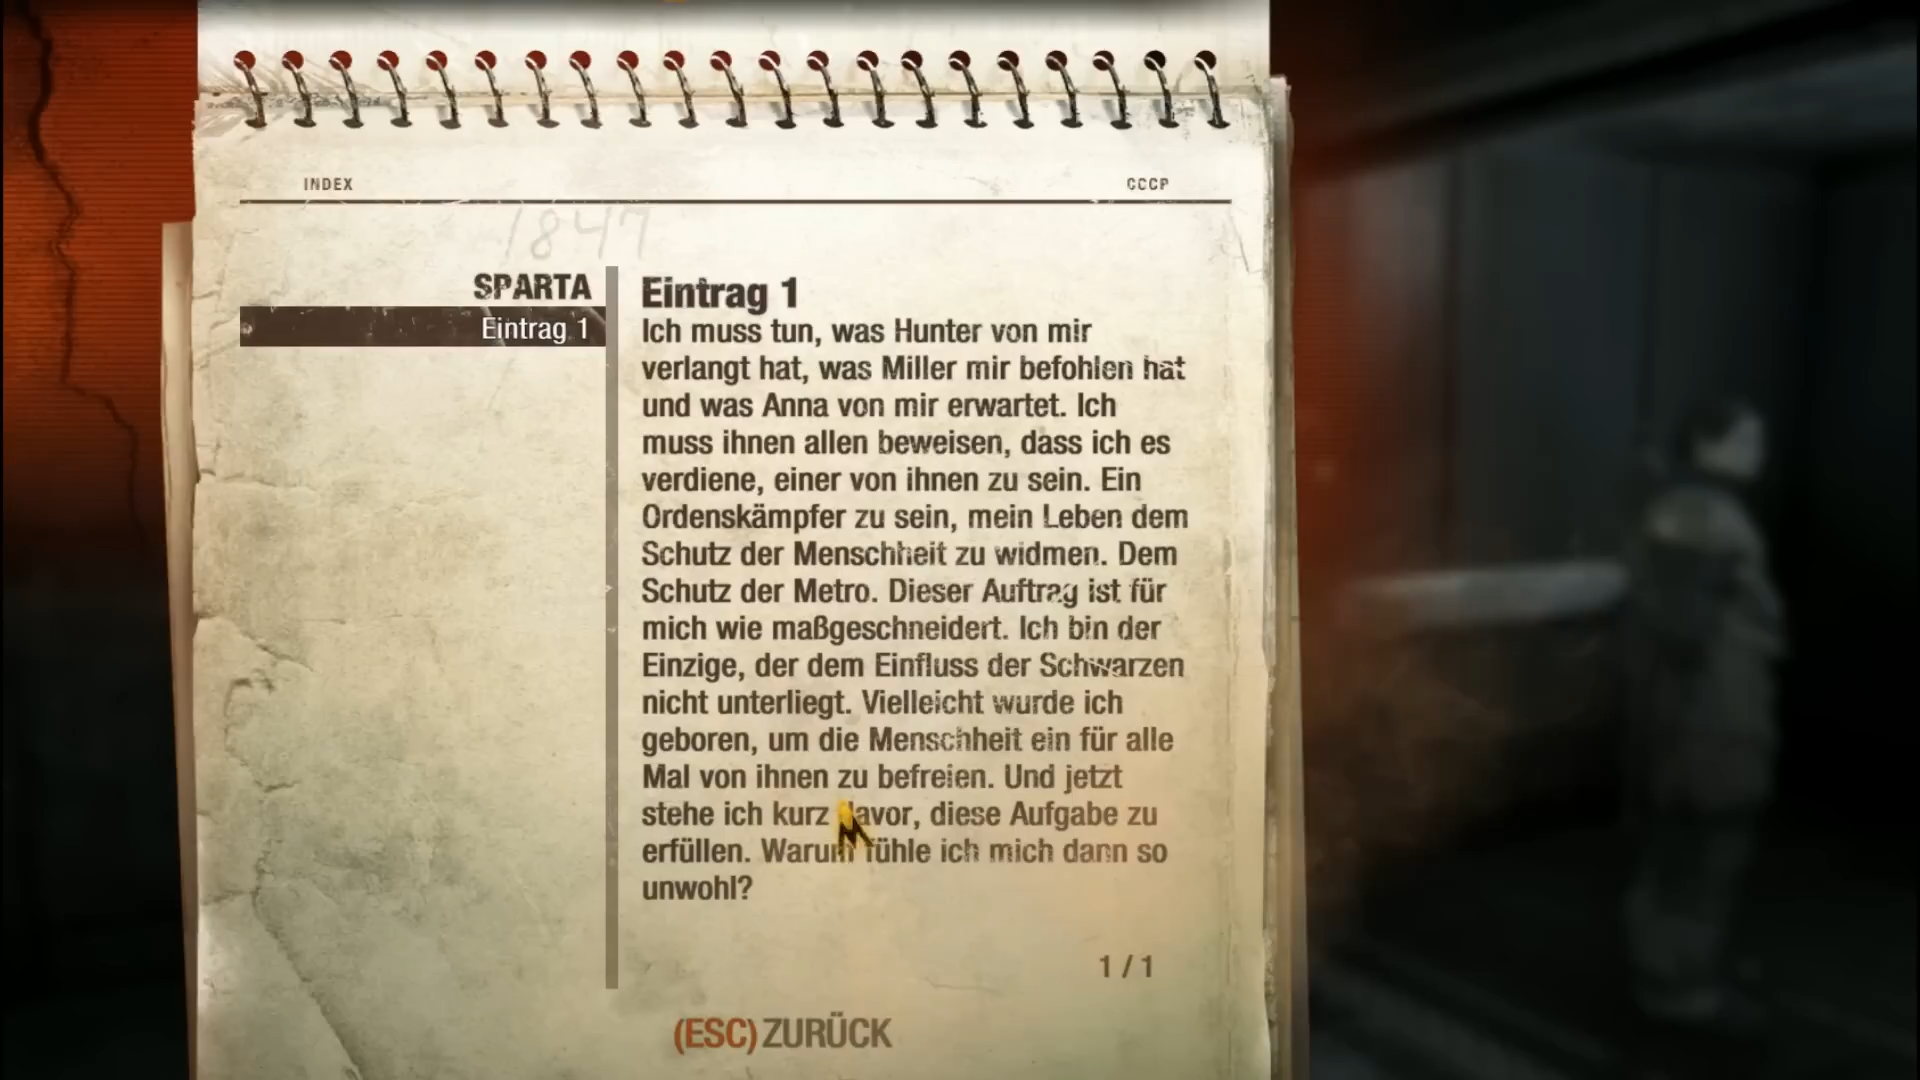 INDEX
CCCP
1847
SPARTA
Eintrag 1
Eintrag 1
Ich muss tun, was Hunter von mir
verlangt hat, was Miller mir befohlen hat
und was Anna von mir erwartet. Ich
muss ihnen allen beweisen, dass ich es
verdiene, einer von ihnen zu sein. Ein
Ordenskämpfer zu sein, mein Leben dem
Schutz der Menschheit zu widmen. Dem
Schutz der Metro. Dieser Auftrag ist für
mich wie maßgeschneidert. Ich bin der
Einzige, der dem Einfluss der Schwarzen
nicht unterliegt. Vielleicht wurde ich
geboren, um die Menschheit ein für alle
Mal von ihnen zu befreien. Und jetzt
stehe ich kurz davor, diese Aufgabe zu
erfüllen. Warum fühle ich mich dann so
unwohl?
1 / 1
(ESC) ZURÜCK